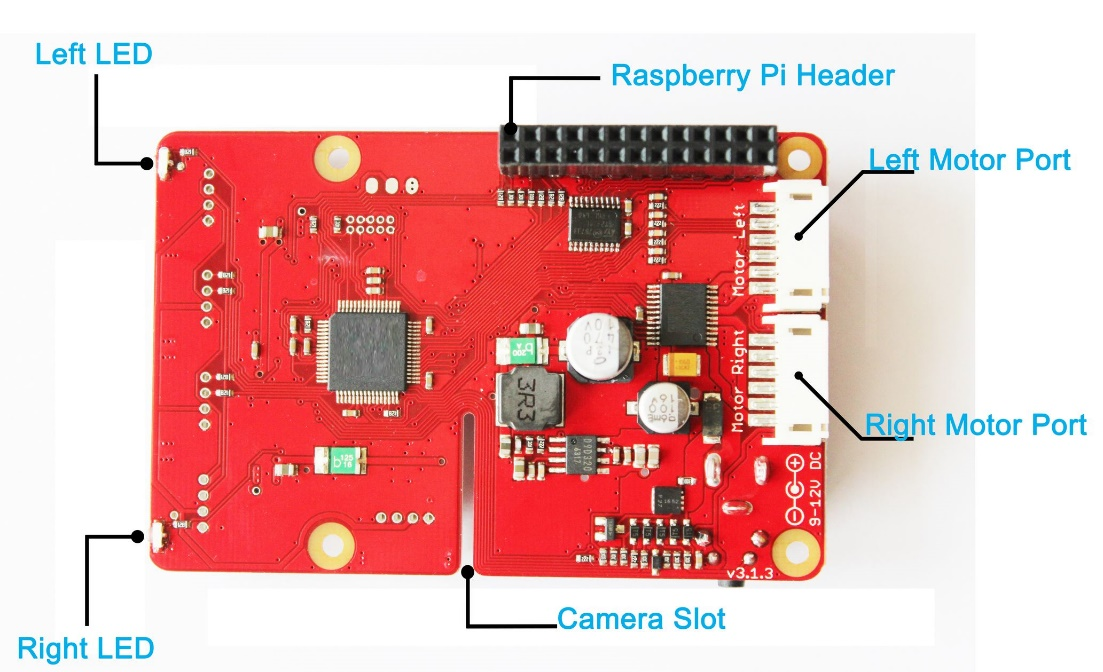 Left LED
Raspberry Pi Header
Left Motor Port
Motor Left
Motor Right
3R3
Right Motor Port
9-12V DC
v3.1.3
Camera Slot
Right LED